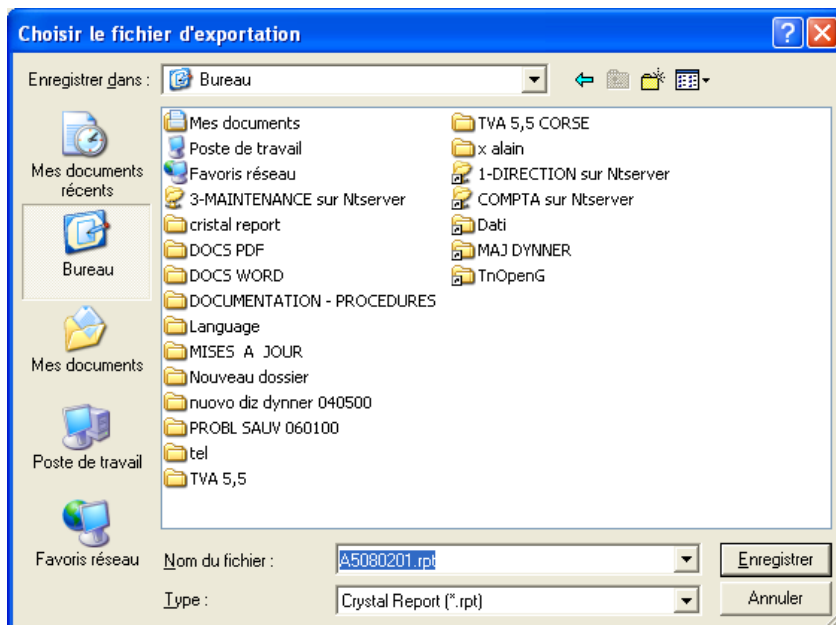 Choisir le fichier d'exportation
Enregistrer dans :
Bureau
Mes documents récents
Bureau
Mes documents
Poste de travail
Favoris réseau
Mes documents
Poste de travail
Favoris réseau
3-MAINTENANCE sur Ntserver
cristal report
DOCS PDF
DOCS WORD
DOCUMENTATION - PROCEDURES
Language
MISES A JOUR
Nouveau dossier
nuovo diz dynner 040500
PROBL SAUV 060100
tel
TVA 5,5
TVA 5,5 CORSE
x alain
1-DIRECTION sur Ntserver
COMPTA sur Ntserver
Dati
MAJ DYNNER
TnOpenG
Nom du fichier :
A5080201.rpt
Enregistrer
Type :
Crystal Report (*.rpt)
Annuler